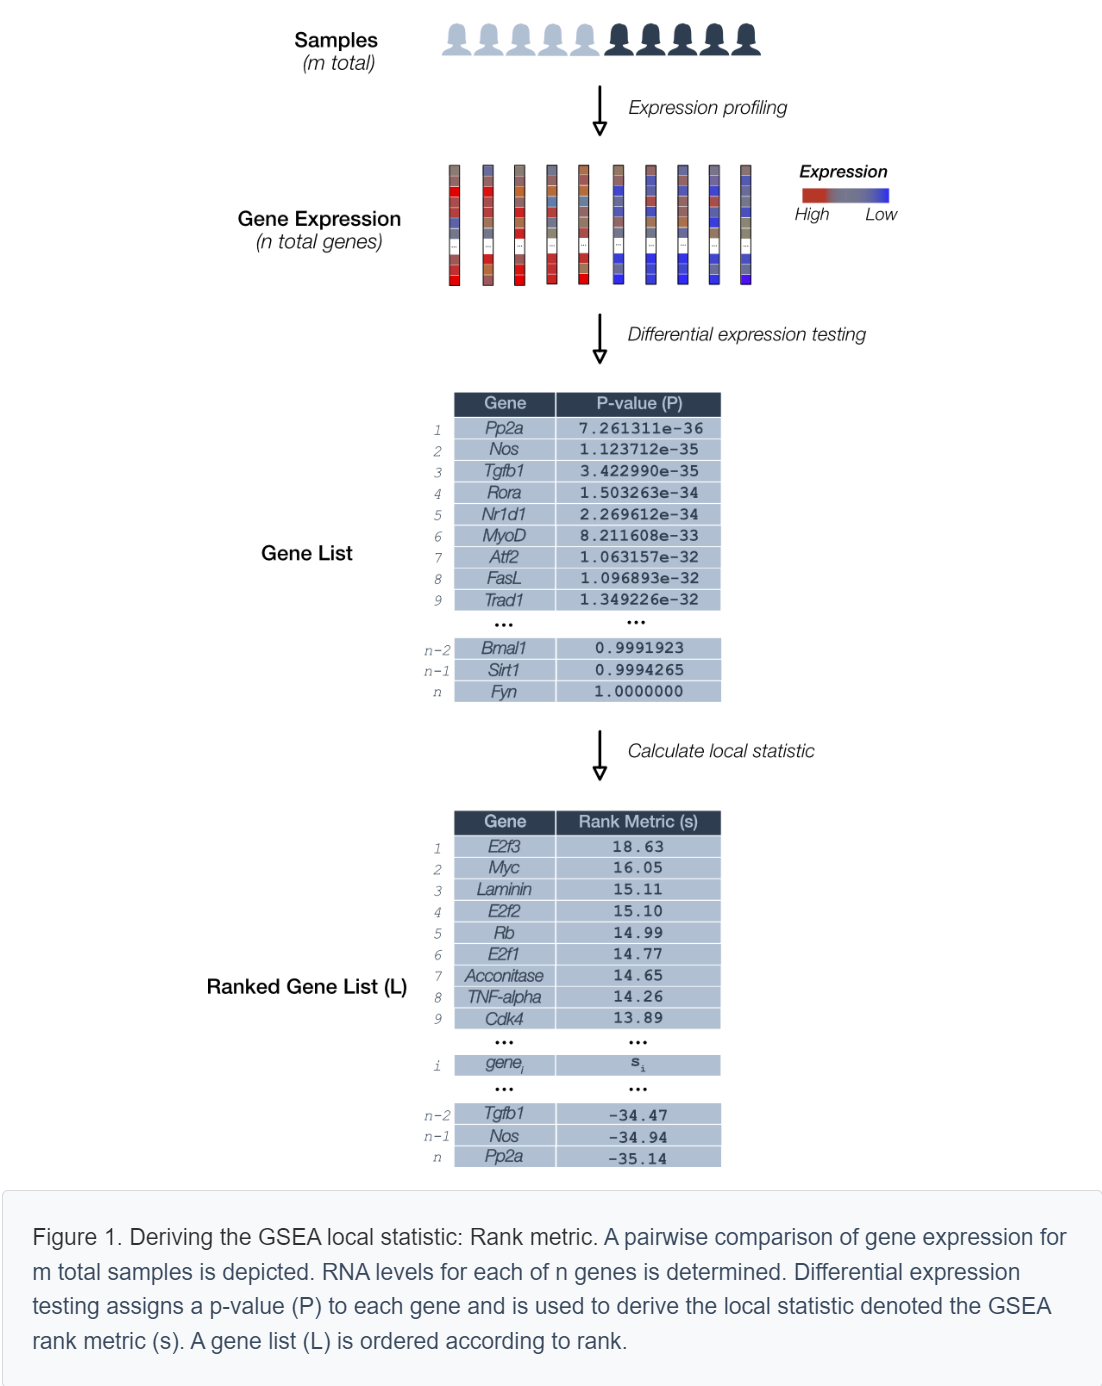 Samples
(m total)
Expression profiling
Expression
High Low
Gene Expression
(n total genes)
Differential expression testing
Gene P-value (P)
1 Pp2a 7.261311e-36
2 Nos 1.123712e-35
3 Tgfb1 3.422990e-35
4 Rora 1.503263e-34
5 Nr1d1 2.269612e-34
6 MyoD 8.211608e-33
Gene List
7 Atf2 1.063157e-32
8 FasL 1.096893e-32
9 Trad1 1.349226e-32
... ...
n-2 Bmal1 0.9991923
n-1 Sirt1 0.9994265
n Fyn 1.0000000
Calculate local statistic
Gene Rank Metric (s)
1 E2f3 18.63
2 Myc 16.05
3 Laminin 15.11
4 E2f2 15.10
5 Rb 14.99
6 E2f1 14.77
7 Acconitase 14.65
Ranked Gene List (L)
8 TNF-alpha 14.26
9 Cdk4 13.89
... ...
i gene_i s_i
... ...
n-2 Tgfb1 -34.47
n-1 Nos -34.94
n Pp2a -35.14
Figure 1. Deriving the GSEA local statistic: Rank metric. A pairwise comparison of gene expression for
m total samples is depicted. RNA levels for each of n genes is determined. Differential expression
testing assigns a p-value (P) to each gene and is used to derive the local statistic denoted the GSEA
rank metric (s). A gene list (L) is ordered according to rank.